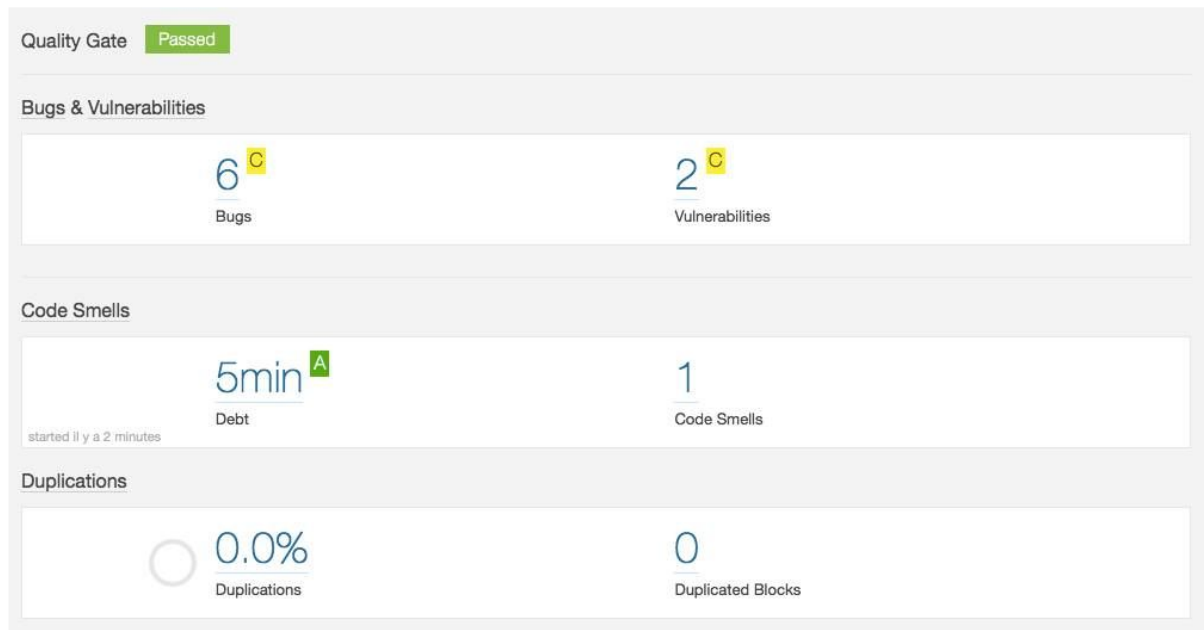 Quality Gate Passed
Bugs & Vulnerabilities
6 C 2 C
Bugs Vulnerabilities
Code Smells
5min A 1
Debt Code Smells
started il y a 2 minutes
Duplications
0.0% 0
Duplications Duplicated Blocks